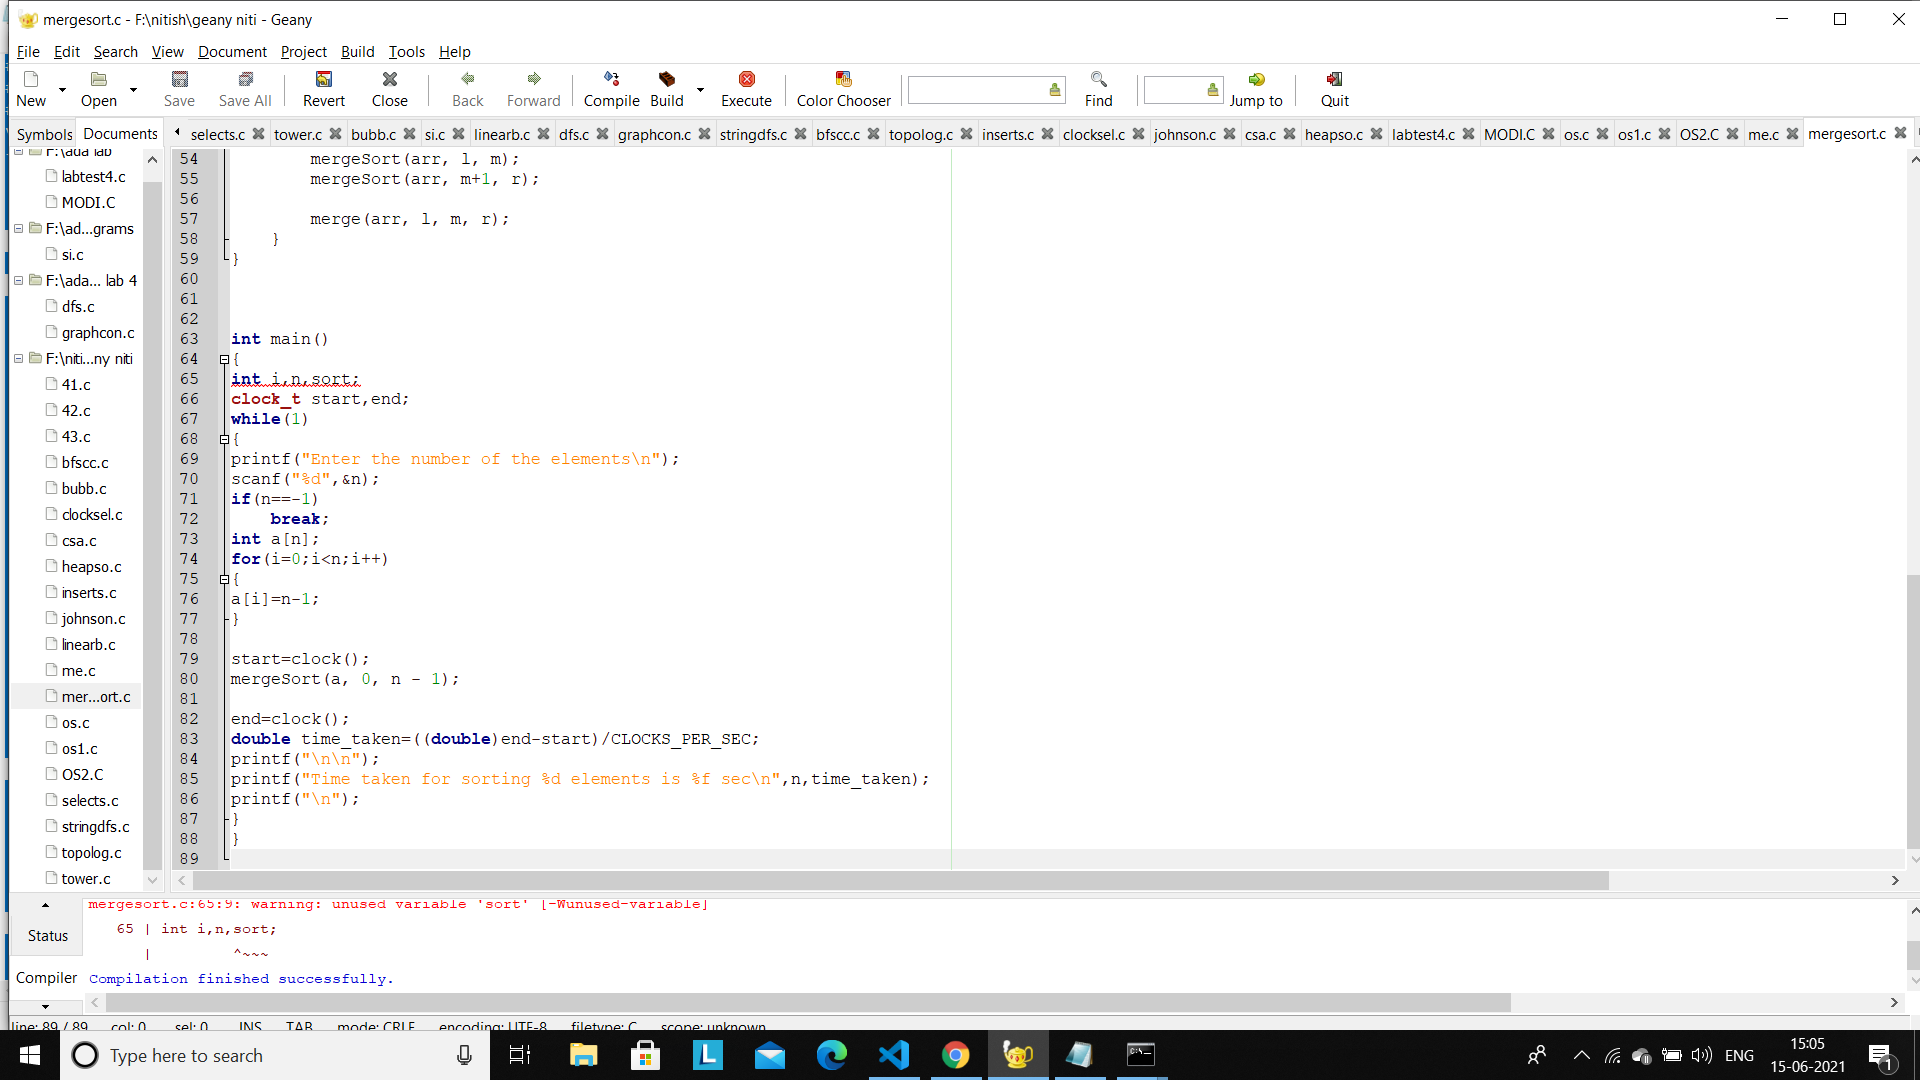 mergesort.c - F:\nitish\geany niti - Geany
File Edit Search View Document Project Build Tools Help
New Open Save Save All Revert Close Back Forward Compile Build Execute Color Chooser Find Jump to Quit
Symbols Documents selects.c tower.c bubb.c si.c linearb.c dfs.c graphcon.c stringdfs.c bfscc.c topolog.c inserts.c clocksel.c johnson.c csa.c heapso.c labtest4.c MODI.C os.c os1.c OS2.C me.c mergesort.c
F:\ada lab
labtest4.c
MODI.C
F:\ad...grams
si.c
F:\ada... lab 4
dfs.c
graphcon.c
F:\niti...ny niti
41.c
42.c
43.c
bfscc.c
bubb.c
clocksel.c
csa.c
heapso.c
inserts.c
johnson.c
linearb.c
me.c
mer...ort.c
os.c
os1.c
OS2.C
selects.c
stringdfs.c
topolog.c
tower.c
54 mergeSort(arr, l, m);
55 mergeSort(arr, m+1, r);
56
57 merge(arr, l, m, r);
58 }
59 }
60
61
62
63 int main()
64 {
65 int i,n,sort;
66 clock_t start,end;
67 while(1)
68 {
69 printf("Enter the number of the elements\n");
70 scanf("%d",&n);
71 if(n==-1)
72 break;
73 int a[n];
74 for(i=0;i<n;i++)
75 {
76 a[i]=n-1;
77 }
78
79 start=clock();
80 mergeSort(a, 0, n - 1);
81
82 end=clock();
83 double time_taken=((double)end-start)/CLOCKS_PER_SEC;
84 printf("\n\n");
85 printf("Time taken for sorting %d elements is %f sec\n",n,time_taken);
86 printf("\n");
87 }
88 }
89
Status
Compiler
mergesort.c:65:9: warning: unused variable 'sort' [-Wunused-variable]
65 | int i,n,sort;
| ^~~~
Compilation finished successfully.
line: 89 / 89 col: 0 sel: 0 INS TAB mode: CRLF encoding: UTF-8 filetype: C scope: unknown
Type here to search
ENG
15:05
15-06-2021
1